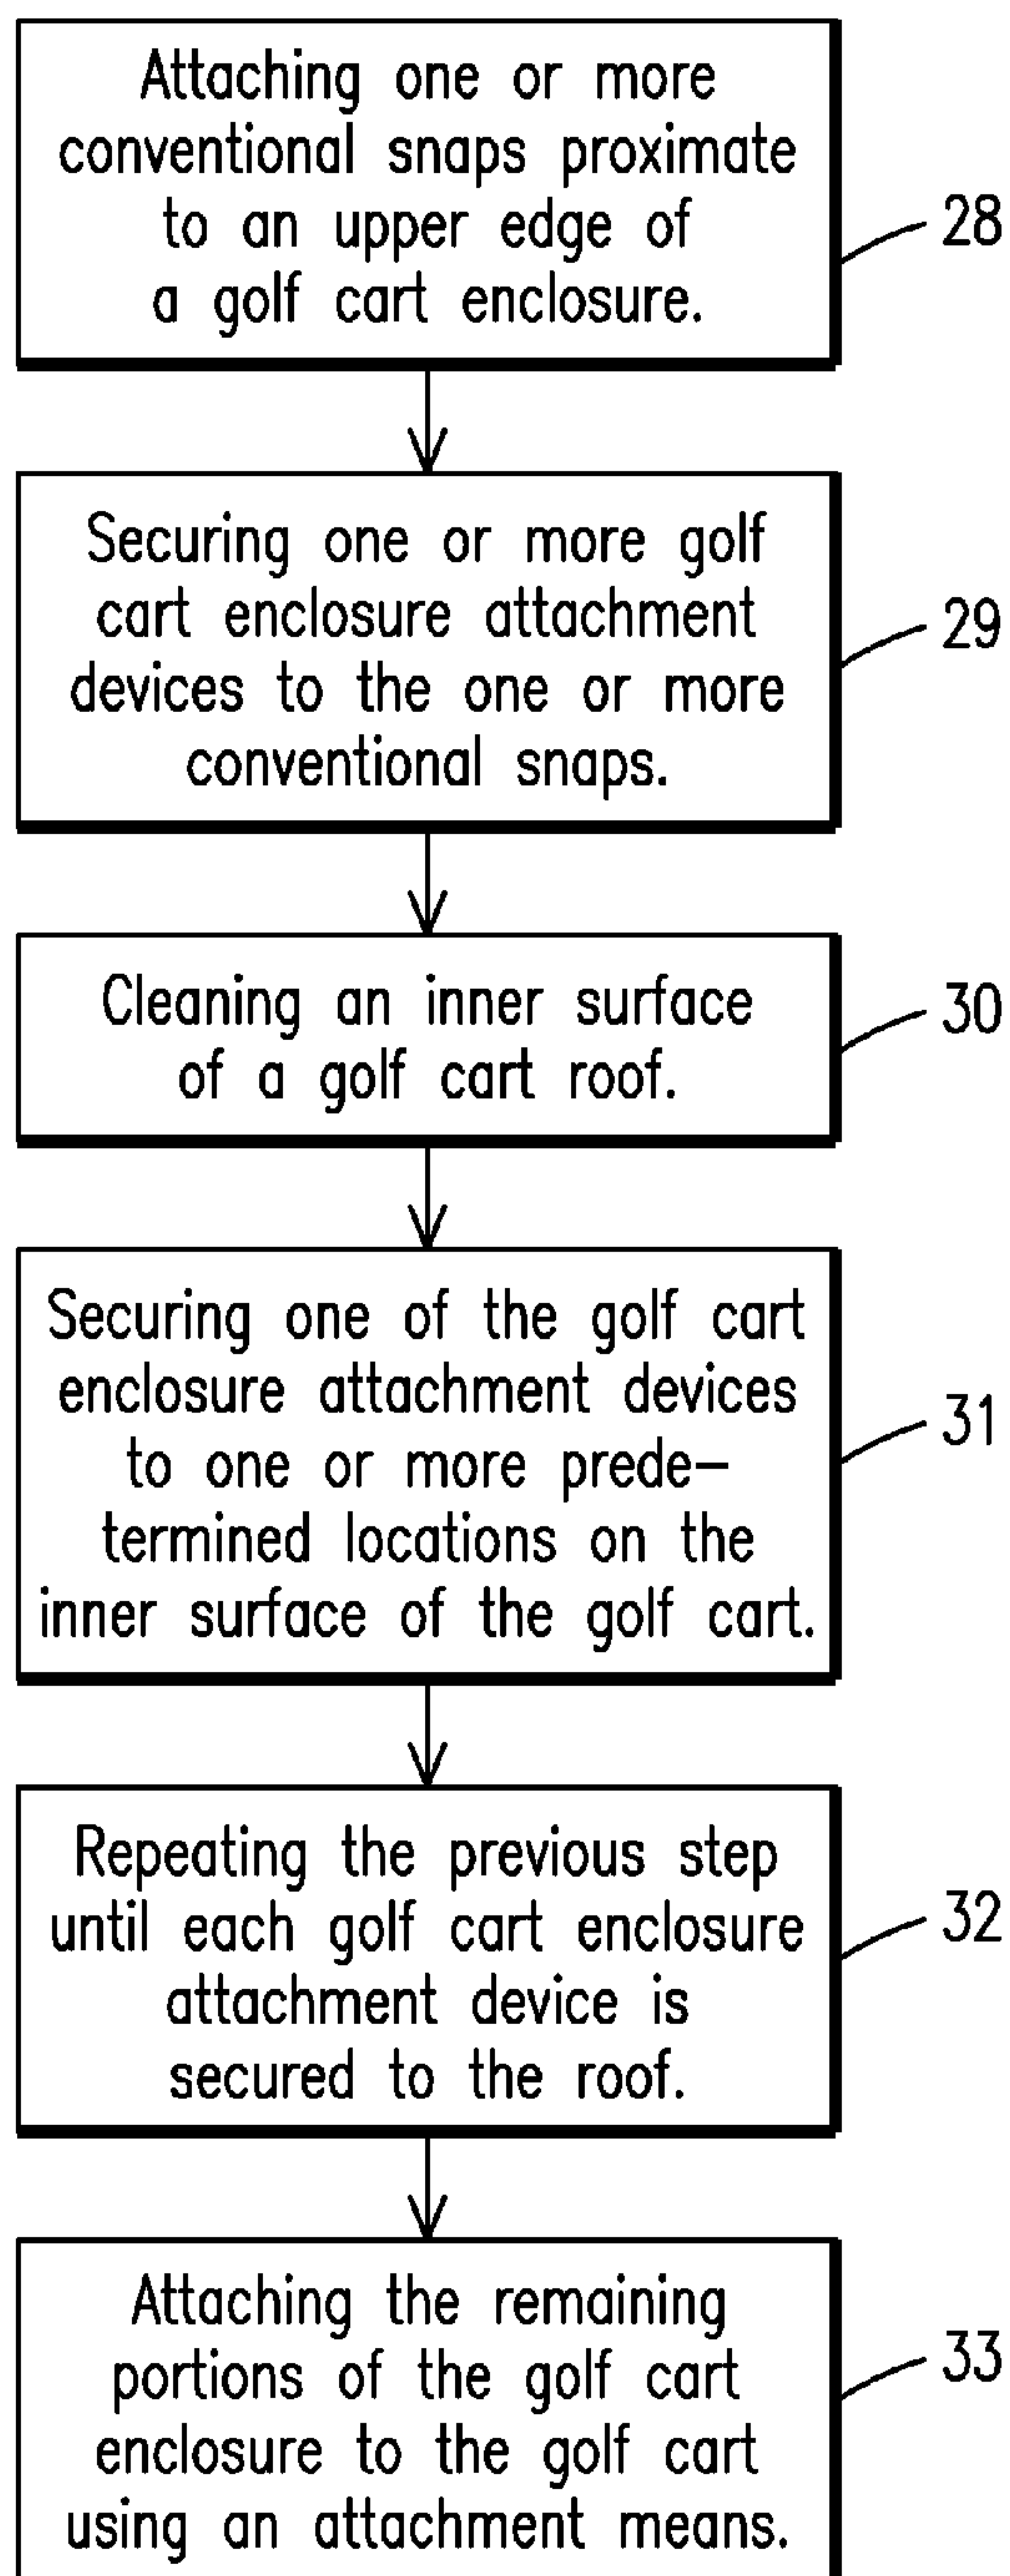 Attaching one or more
conventional snaps proximate
to an upper edge of
a golf cart enclosure.
28
Securing one or more golf
cart enclosure attachment
devices to the one or more
conventional snaps.
29
Cleaning an inner surface
of a golf cart roof.
30
Securing one of the golf cart
enclosure attachment devices
to one or more prede-
termined locations on the
inner surface of the golf cart.
31
Repeating the previous step
until each golf cart enclosure
attachment device is
secured to the roof.
32
Attaching the remaining
portions of the golf cart
enclosure to the golf cart
using an attachment means.
33